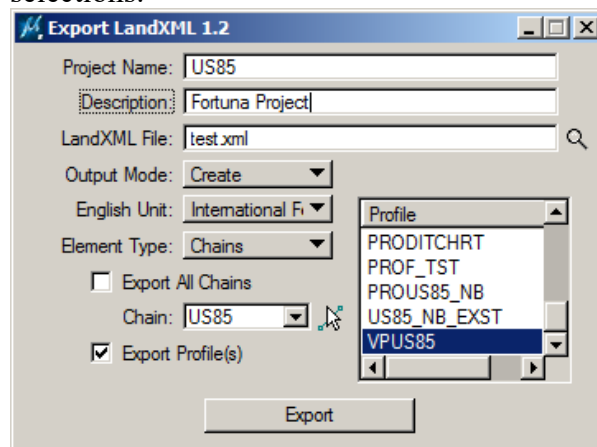 selections.
Export LandXML 1.2
Project Name: US85
Description: Fortuna Project
LandXML File: test.xml
Output Mode: Create
English Unit: International F
Element Type: Chains
Export All Chains
Chain: US85
Export Profile(s)
Profile
PRODITCHRT
PROF_TST
PROUS85_NB
US85_NB_EXST
VPUS85
Export